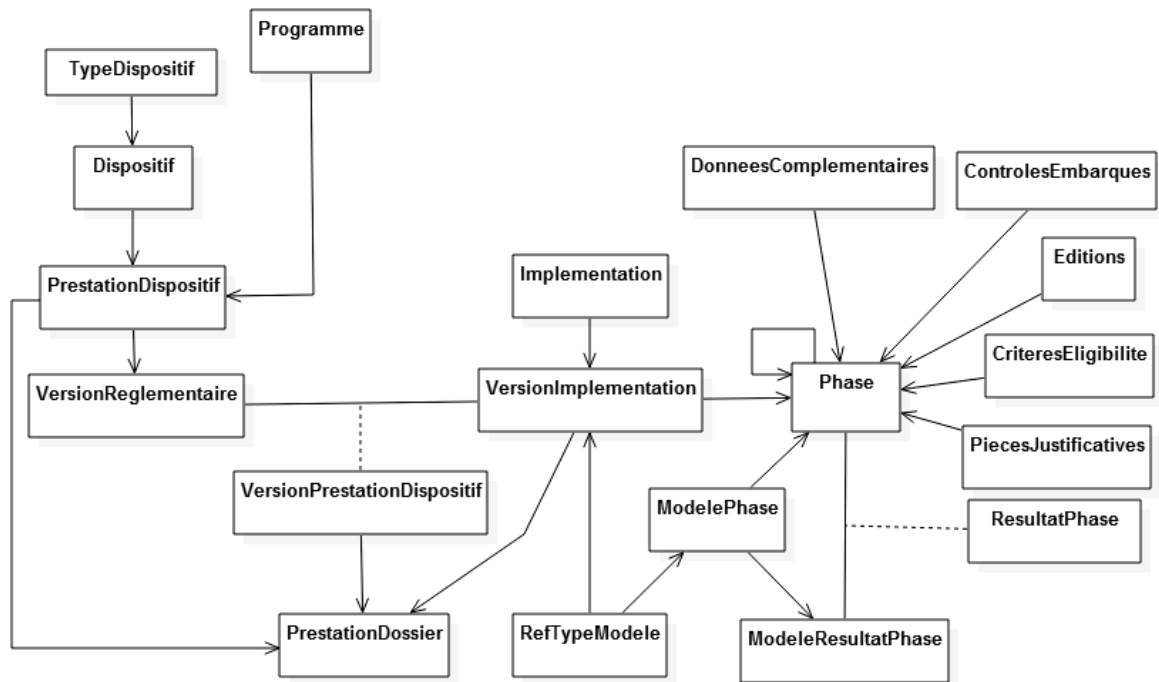 Programme
TypeDispositif
Dispositif
DonneesComplementaires
ControlesEmbarques
Editions
Implementation
PrestationDispositif
CriteresEligibilite
VersionReglementaire
VersionImplementation
Phase
PiecesJustificatives
VersionPrestationDispositif
ModelePhase
ResultatPhase
PrestationDossier
RefTypeModele
ModeleResultatPhase